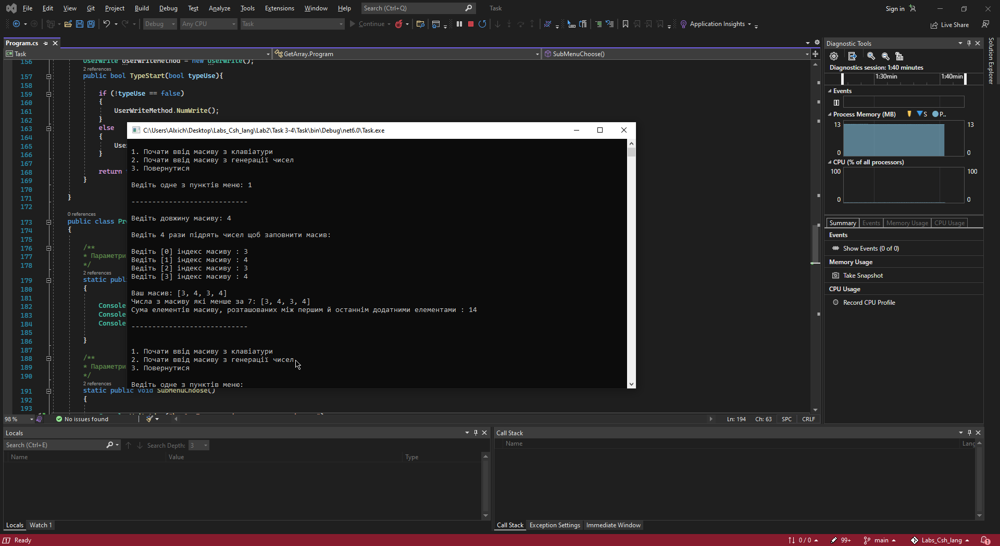 File Edit View Git Project Build Debug Test Analyze Tools Extensions Window Help Search (Ctrl+Q) Task Sign in
Debug Any CPU Task Continue Application Insights Live Share
Program.cs
Task GetArray.Program SubMenuChoose()
156 UserWrite UserWriteMethod = new UserWrite();
2 references
157 public bool TypeStart(bool typeUse){
158
159 if (!typeUse == false)
160 {
161 UserWriteMethod.NumWrite();
162 }
163 else
164 {
165 Use
166 }
167
168 return
169 }
170
171 }
172
0 references
173 public class Pr
174 {
175
176 /**
177 * Параметри
178 */
2 references
179 static publ
180 {
181
182 Console
183 Console
184 Console
185
186 }
187
188 /**
189 * Параметри
190 */
2 references
191 static public void SubMenuChoose()
192 {
193
C:\Users\Alxich\Desktop\Labs_Csh_lang\Lab2\Task 3-4\Task\bin\Debug\net6.0\Task.exe
1. Почати ввід масиву з клавіатури
2. Почати ввід масиву з генерації чисел
3. Повернутися
Ведіть одне з пунктів меню: 1
----------------------------
Ведіть довжину масиву: 4
Ведіть 4 рази підрять чисел щоб заповнити масив:
Ведіть [0] індекс масиву : 3
Ведіть [1] індекс масиву : 4
Ведіть [2] індекс масиву : 3
Ведіть [3] індекс масиву : 4
Ваш масив: [3, 4, 3, 4]
Числа з масиву які менше за 7: [3, 4, 3, 4]
Сума елементів масиву, розташованих між першим й останнім додатними елементами : 14
----------------------------
1. Почати ввід масиву з клавіатури
2. Почати ввід масиву з генерації чисел
3. Повернутися
Ведіть одне з пунктів меню:
98 % No issues found Ln: 194 Ch: 63 SPC CRLF
Diagnostic Tools
Diagnostics session: 1:40 minutes
1:30min 1:40min
Events
Process Memory (MB) S P..
13 13
0 0
CPU (% of all processors)
100 100
0 0
Summary Events Memory Usage CPU Usage
Events
Show Events (0 of 0)
Memory Usage
Take Snapshot
CPU Usage
Record CPU Profile
Solution Explorer
Locals
Search (Ctrl+E) Search Depth: 3
Name Value Type
Locals Watch 1
Call Stack
Name Lang
Call Stack Exception Settings Immediate Window
Ready 0 / 0 99+ main Labs_Csh_lang 1